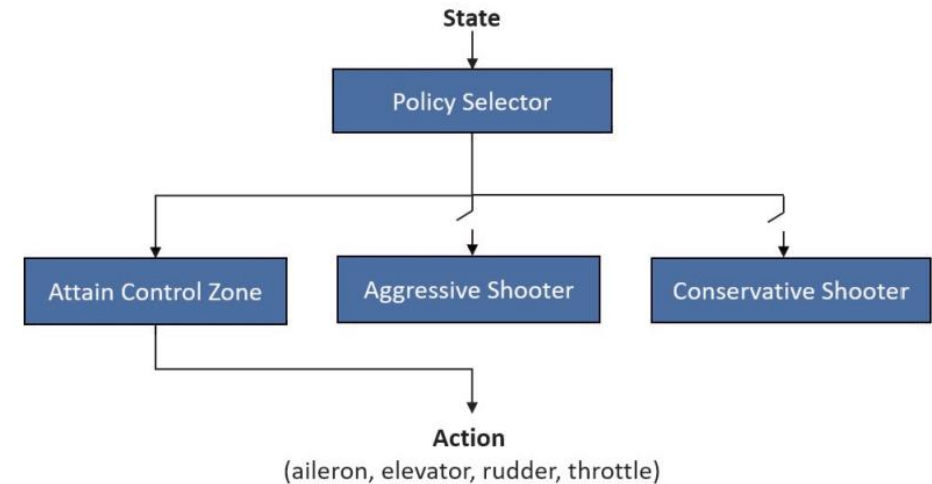 State
Policy Selector
Attain Control Zone
Aggressive Shooter
Conservative Shooter
Action
(aileron, elevator, rudder, throttle)